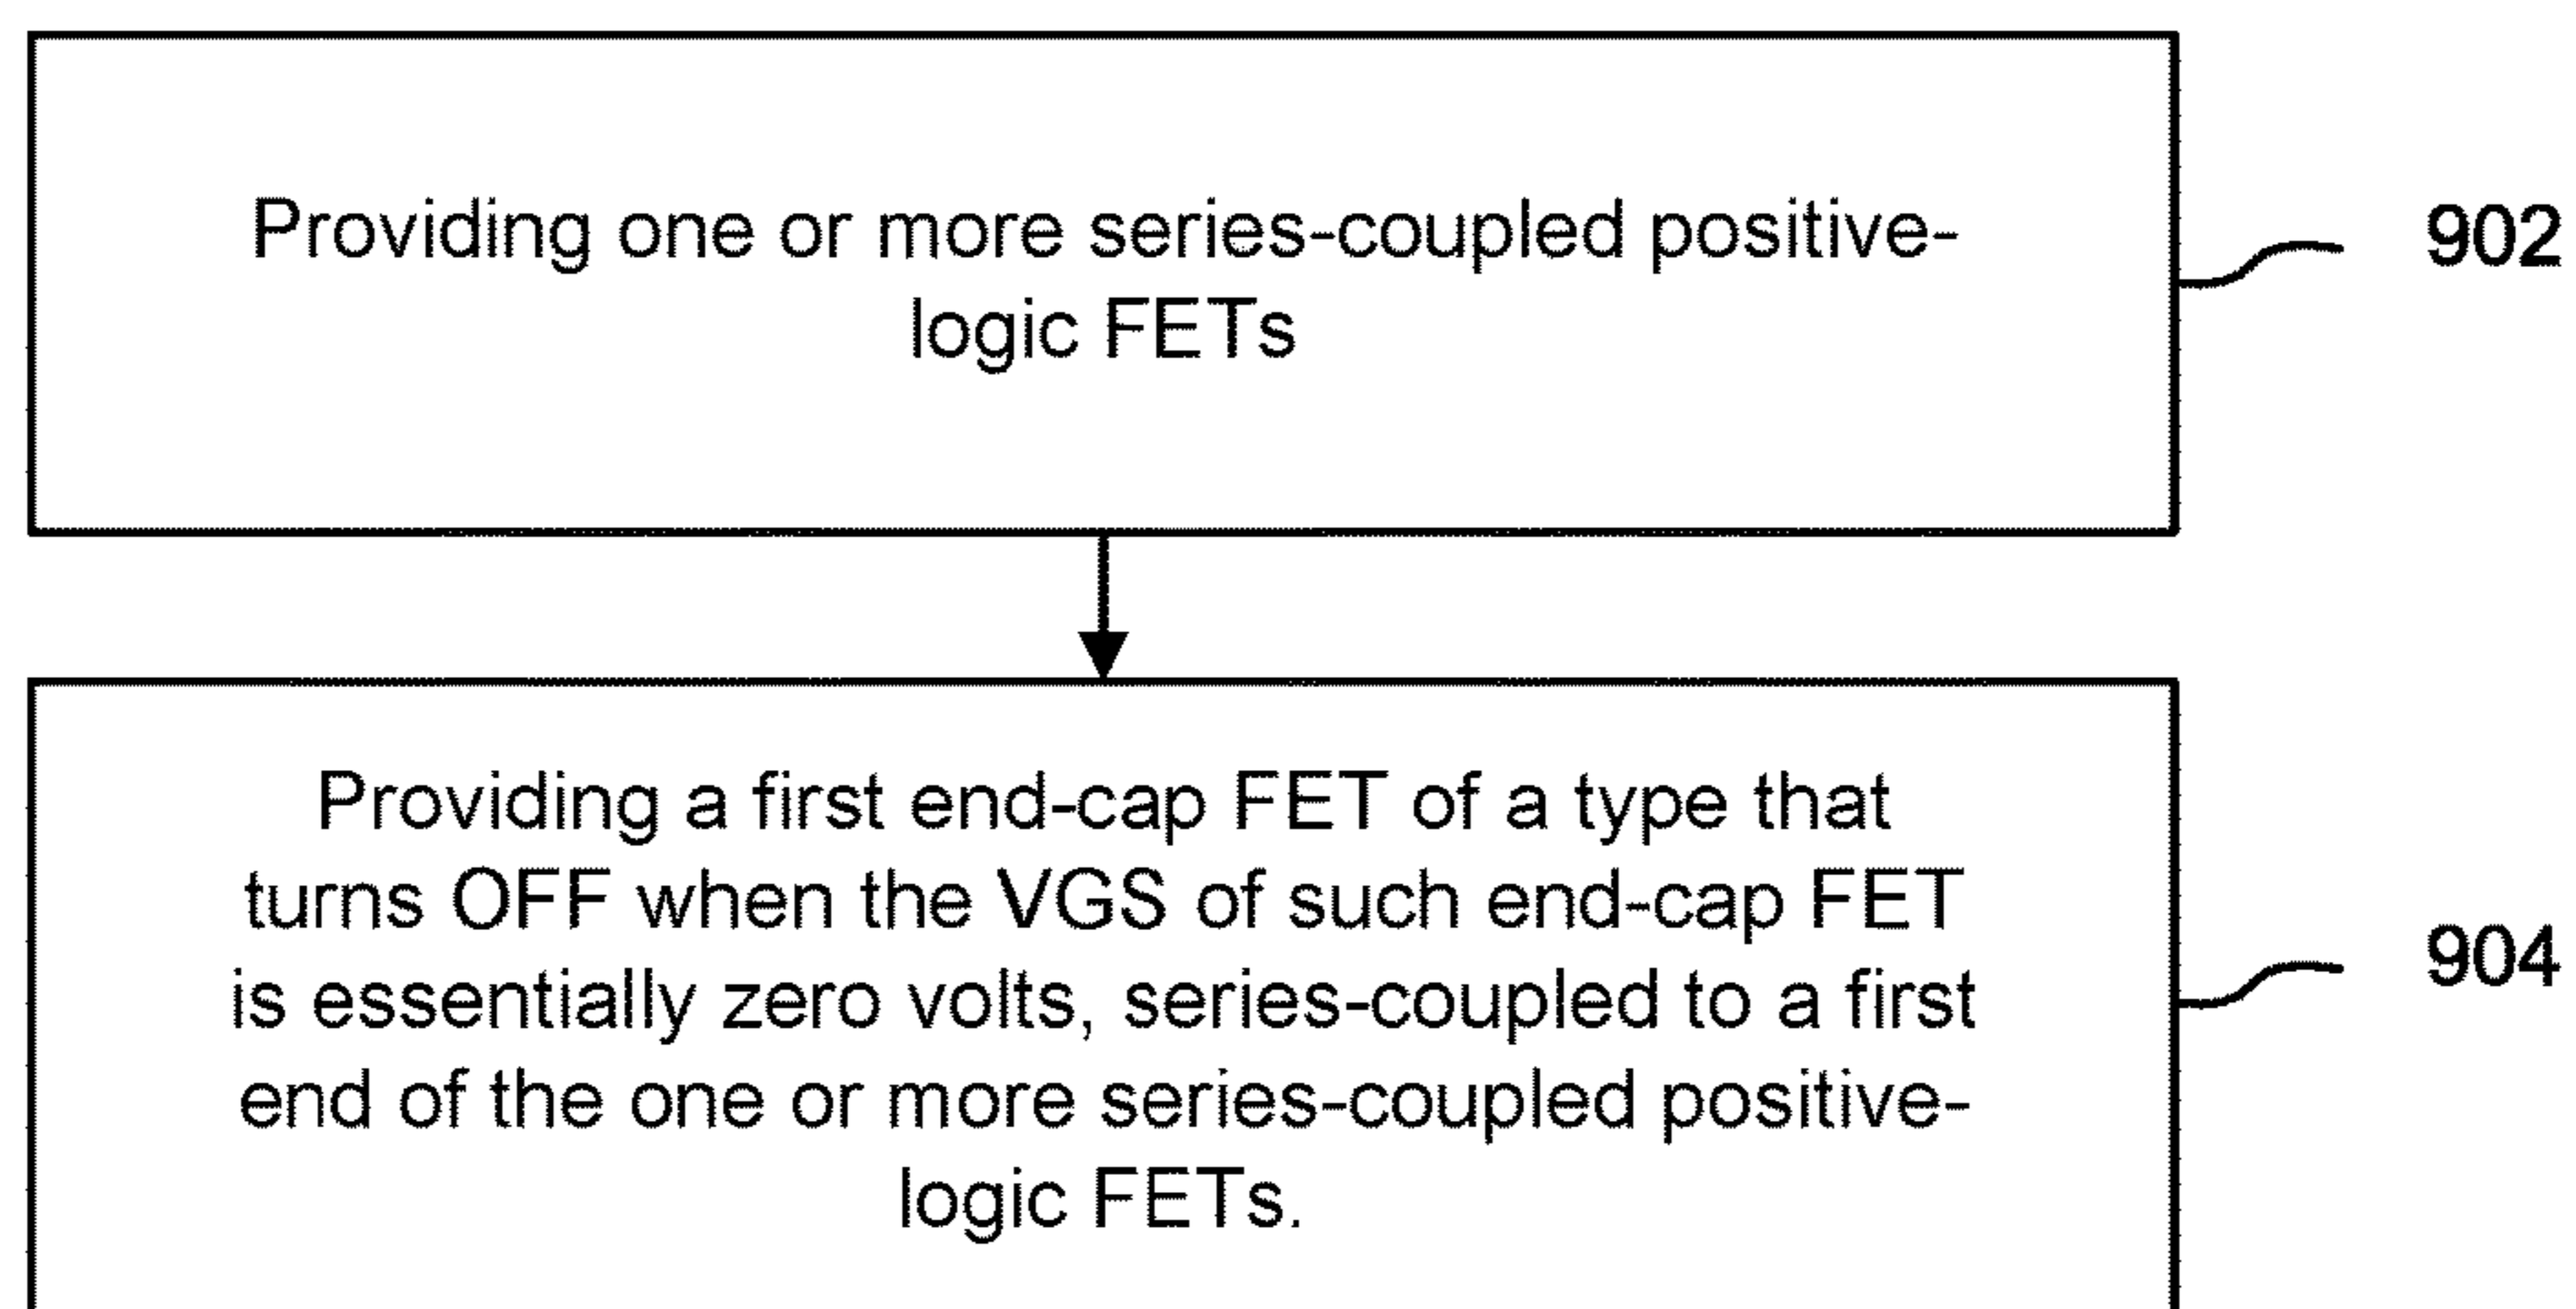 Providing one or more series-coupled positive-
logic FETs
902
Providing a first end-cap FET of a type that
turns OFF when the VGS of such end-cap FET
is essentially zero volts, series-coupled to a first
end of the one or more series-coupled positive-
logic FETs.
904